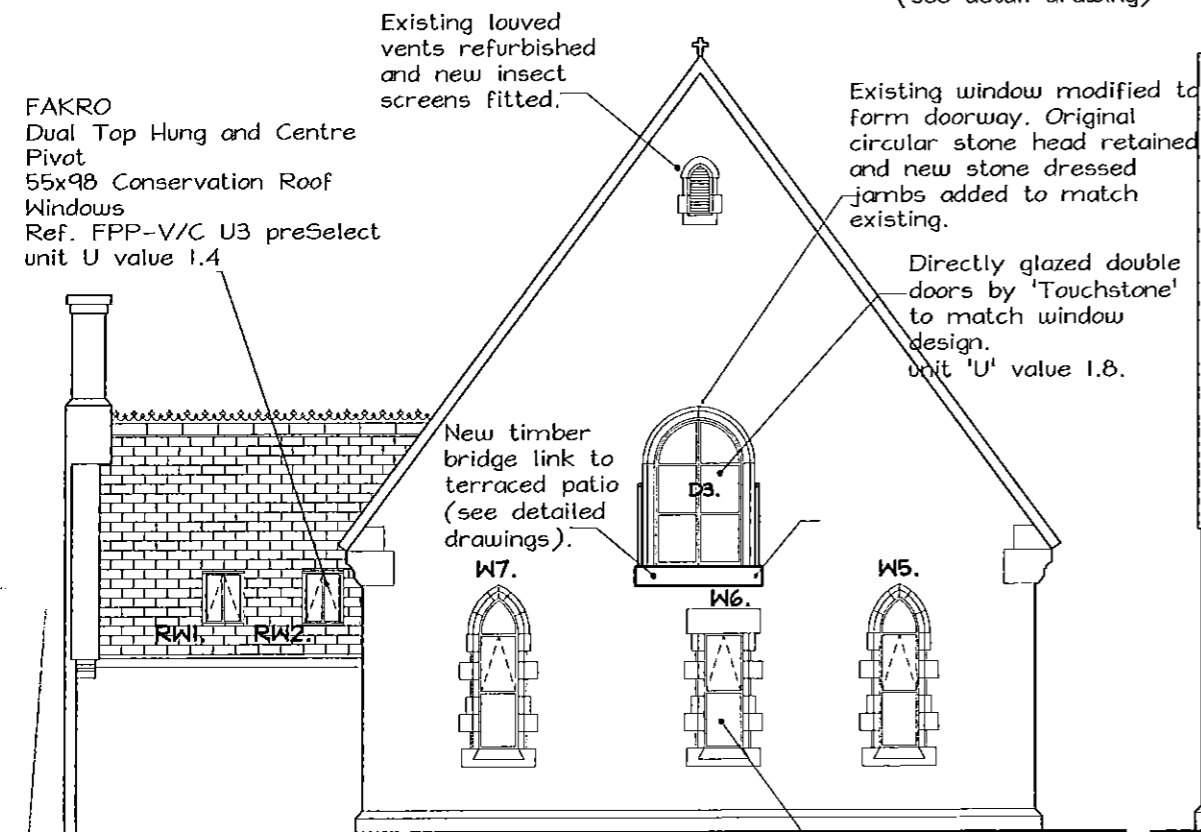 (see detail drawing)
Existing louved
vents refurbished
and new insect
screens fitted.
FAKRO
Dual Top Hung and Centre
Pivot
55x98 Conservation Roof
Windows
Ref. FPP-V/C U3 preSelect
unit U value 1.4
Existing window modified to
form doorway. Original
circular stone head retained
and new stone dressed
jambs added to match
existing.
Directly glazed double
doors by 'Touchstone'
to match window
design.
unit 'U' value 1.8.
New timber
bridge link to
terraced patio
(see detailed
drawings).
D3.
W7.
W6.
W5.
RW1.
RW2.